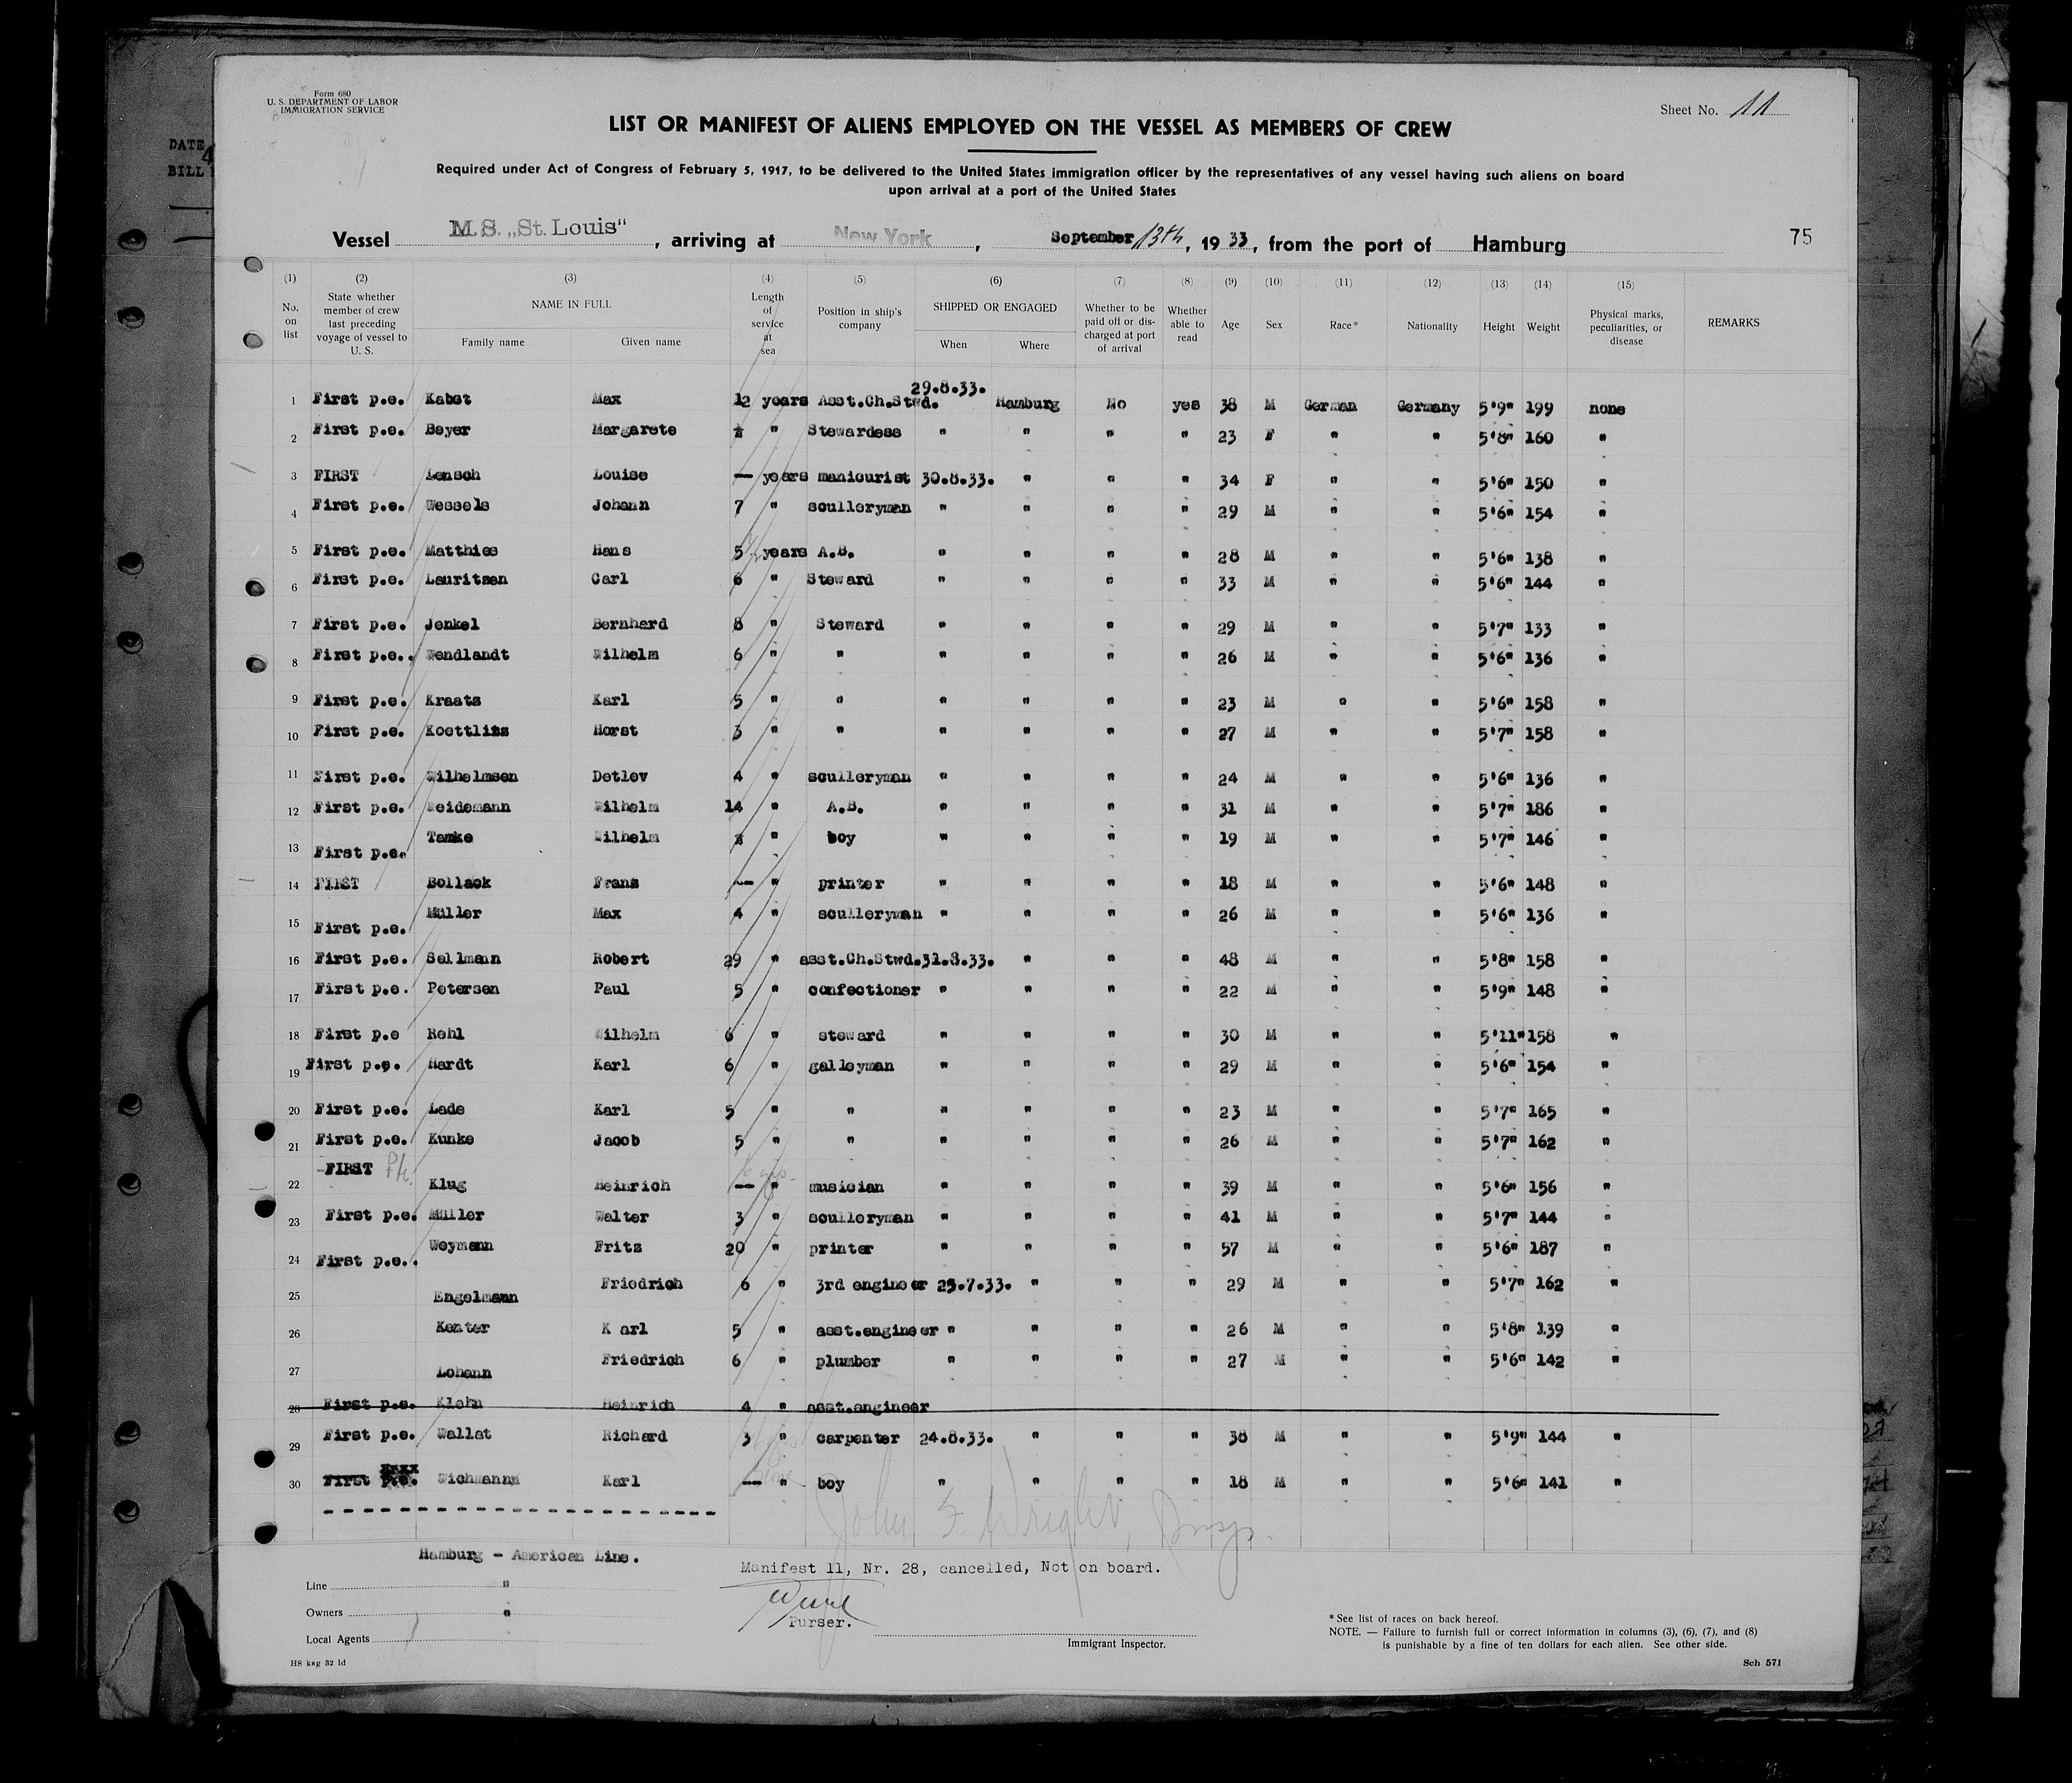 DATE
BILL
Form 680
U. S. DEPARTMENT OF LABOR
IMMIGRATION SERVICE
Sheet No. 11
LIST OR MANIFEST OF ALIENS EMPLOYED ON THE VESSEL AS MEMBERS OF CREW
Required under Act of Congress of February 5, 1917, to be delivered to the United States immigration officer by the representatives of any vessel having such aliens on board
upon arrival at a port of the United States
Vessel M.S. „St. Louis“, arriving at New York, September 13th, 1933, from the port of Hamburg
75
(1) No. on list
(2) State whether member of crew last preceding voyage of vessel to U. S.
(3) NAME IN FULL Family name Given name
(4) Length of service at sea
(5) Position in ship's company
(6) SHIPPED OR ENGAGED When Where
(7) Whether to be paid off or dis-charged at port of arrival
(8) Whether able to read
(9) Age
(10) Sex
(11) Race*
(12) Nationality
(13) Height
(14) Weight
(15) Physical marks, peculiarities, or disease
REMARKS
1 First p.e. Kabst Max 12 years Asst.Ch.Stwd. 29.8.33. Hamburg No yes 38 M German Germany 5'9" 199 none
2 First p.e. Beyer Margarete " Stewardess " " " " 23 F " " 5'8" 160 "
3 FIRST Lensch Louise — years manicurist 30.8.33. " " " 34 F " " 5'6" 150 "
4 First p.e. Wessels Johann 7 " sculleryman " " " " 29 M " " 5'6" 154 "
5 First p.e. Matthies Hans 5 years A.B. " " " " 28 M " " 5'6" 138 "
6 First p.e. Lauritzen Carl 6 " Steward " " " " 33 M " " 5'6" 144 "
7 First p.e. Jenkel Bernhard 8 " Steward " " " " 29 M " " 5'7" 133 "
8 First p.e.. Wendlandt Wilhelm 6 " " " " " " 26 M " " 5'6" 136 "
9 First p.e. Kraatz Karl 5 " " " " " " 23 M " " 5'6" 158 "
10 First p.e. Koettlitz Horst 3 " " " " " " 27 M " " 5'7" 158 "
11 First p.e. Wilhelmsen Detlev 4 " sculleryman " " " " 24 M " " 5'6" 136 "
12 First p.e. Weidemann Wilhelm 14 " A.B. " " " " 31 M " " 5'7" 186 "
13 First p.e. Tamke Wilhelm " boy " " " " 19 M " " 5'7" 146 "
14 FIRST Bollack Franz — " printer " " " " 18 M " " 5'6" 148 "
15 First p.e. Müller Max 4 " sculleryman " " " " 26 M " " 5'6" 136 "
16 First p.e. Sellmann Robert 29 " asst.Ch.Stwd. 31.8.33. " " " 48 M " " 5'8" 158 "
17 First p.e. Petersen Paul 5 " confectioner " " " " 22 M " " 5'9" 148 "
18 First p.e Rehl Wilhelm 6 " steward " " " " 30 M " " 5'11" 158 "
19 First p.e. Hardt Karl 6 " galleyman " " " " 29 M " " 5'6" 154 "
20 First p.e. Lade Karl 5 " " " " " " 23 M " " 5'7" 165 "
21 First p.e. Kunke Jacob 5 " " " " " " 26 M " " 5'7" 162 "
22 FIRST Klug Heinrich — " musician " " " " 39 M " " 5'6" 156 "
23 First p.e. Müller Walter 3 " sculleryman " " " " 41 M " " 5'7" 144 "
24 First p.e.. Weymann Fritz 20 " printer " " " " 57 M " " 5'6" 187 "
25 Engelmann Friedrich 6 " 3rd engineer 25.7.33. " " " 29 M " " 5'7" 162 "
26 Kenter K arl 5 " asst.engineer " " " " 26 M " " 5'8" 139 "
27 Lohann Friedrich 6 " plumber " " " " 27 M " " 5'6" 142 "
28 First p.e. Klehn Heinrich 4 " asst.engineer
29 First p.e. Wallat Richard 3 " carpenter 24.8.33. " " " 38 M " " 5'9" 144 "
30 First p.e. xxxx Wichmann Karl — " boy " " " " 18 M " " 5'6" 141 "
John F. Wright, Insp.
Hamburg - American Line.
Line "
Owners "
Local Agents
Manifest 11, Nr. 28, cancelled, Not on board.
Purser.
Immigrant Inspector.
* See list of races on back hereof.
NOTE. — Failure to furnish full or correct information in columns (3), (6), (7), and (8)
is punishable by a fine of ten dollars for each alien. See other side.
HS kag 32 ld
Sch 571